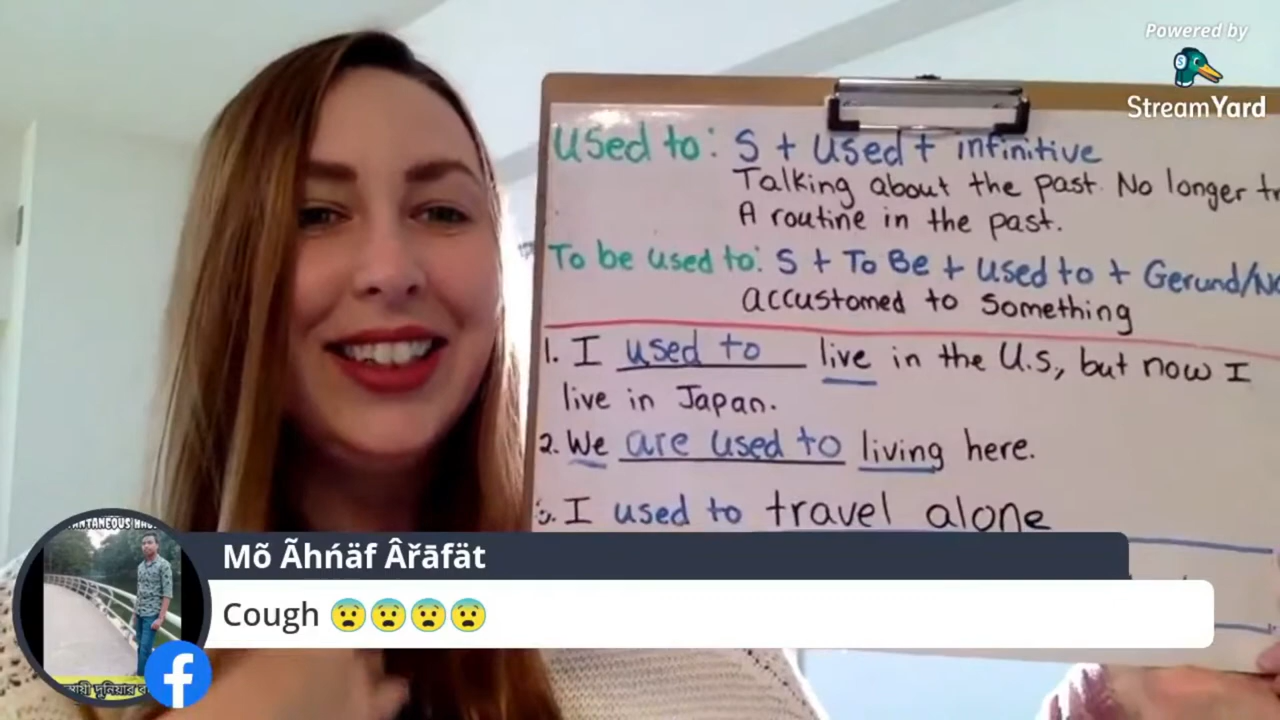 Powered by
StreamYard
Used to: S + Used + infinitive
Talking about the past. No longer
A routine in the past.
To be used to: S + To Be + used to + Gerund/
accustomed to something
1. I used to live in the U.S., but now I
live in Japan.
2. We are used to living here.
I used to travel alone
Mõ Ãhńäf Âřāfät
Cough 😨😨😨😨